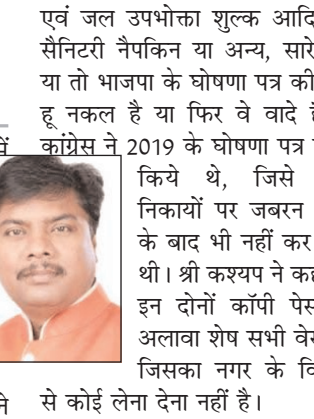 एवं जल उपभोक्ता शुल्क आदि
सैनिटरी नैपकिन या अन्य, सारे
या तो भाजपा के घोषणा पत्र की
हू नकल है या फिर वे वादे
कांग्रेस ने 2019 के घोषणा पत्र
किये थे, जिसे
निकायों पर जबरन
के बाद भी नहीं कर
थी। श्री कश्यप ने कह
इन दोनों कॉपी पेस
अलावा शेष सभी
जिसका नगर के वि
से कोई लेना देना नहीं है।